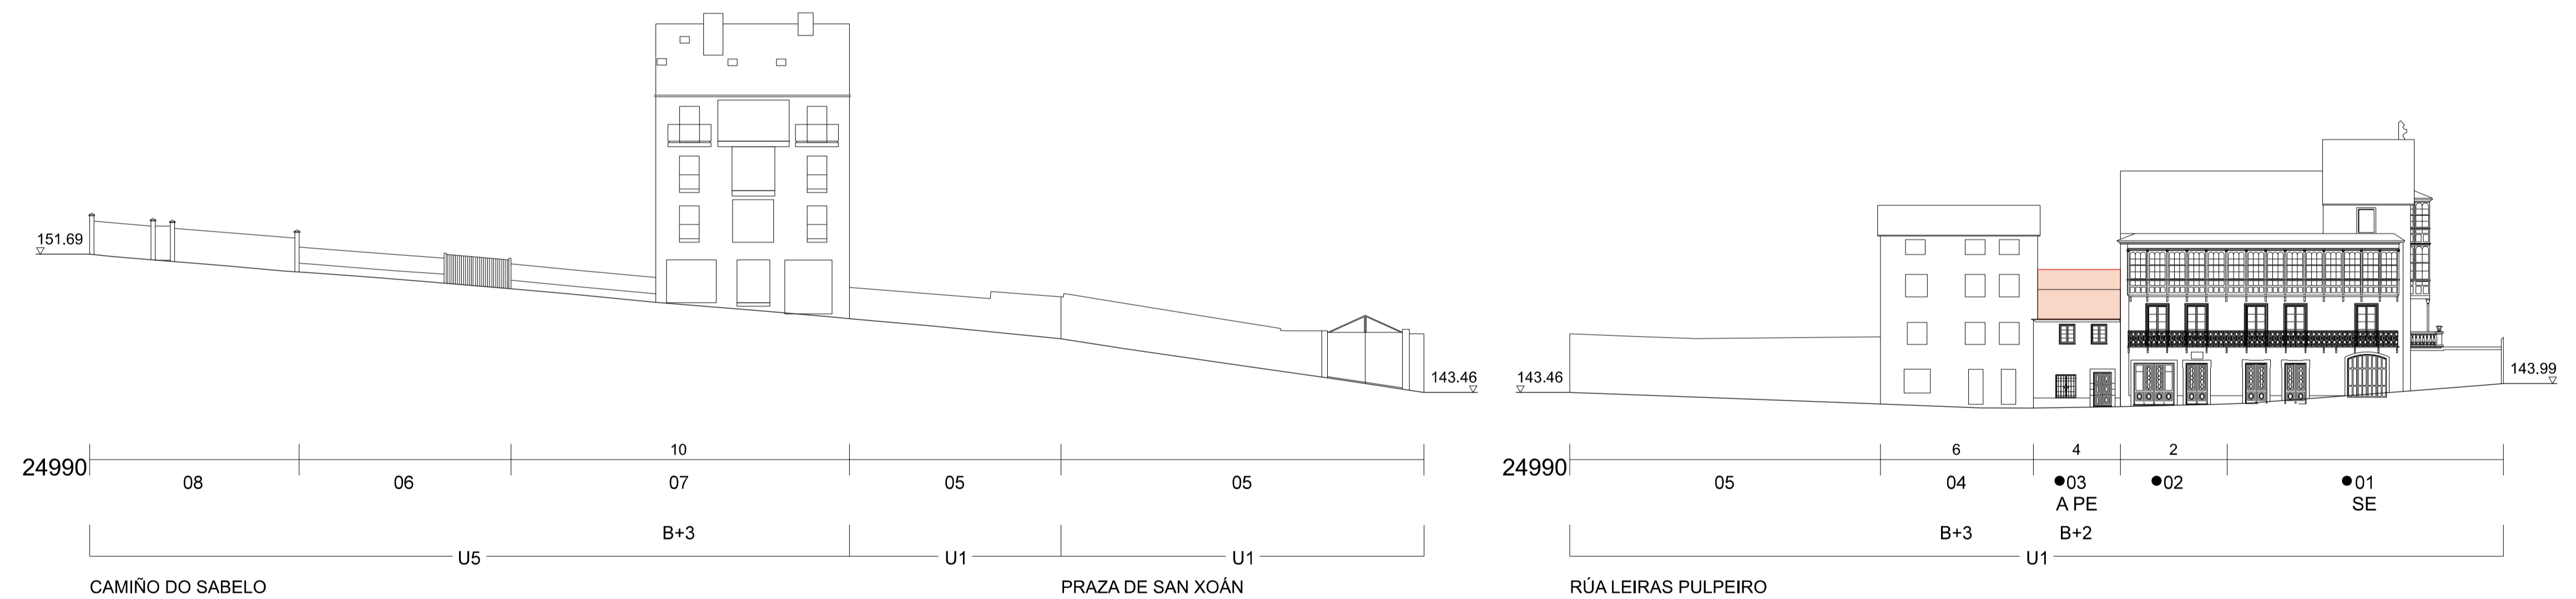 151.69
143.46
143.46
143.99
10
24990
08 06 07 05 05
B+3
U5 U1 U1
CAMIÑO DO SABELO
PRAZA DE SAN XOÁN
6 4 2
24990
05 04 ●03 ●02 ●01
A PE SE
B+3 B+2
U1
RÚA LEIRAS PULPEIRO